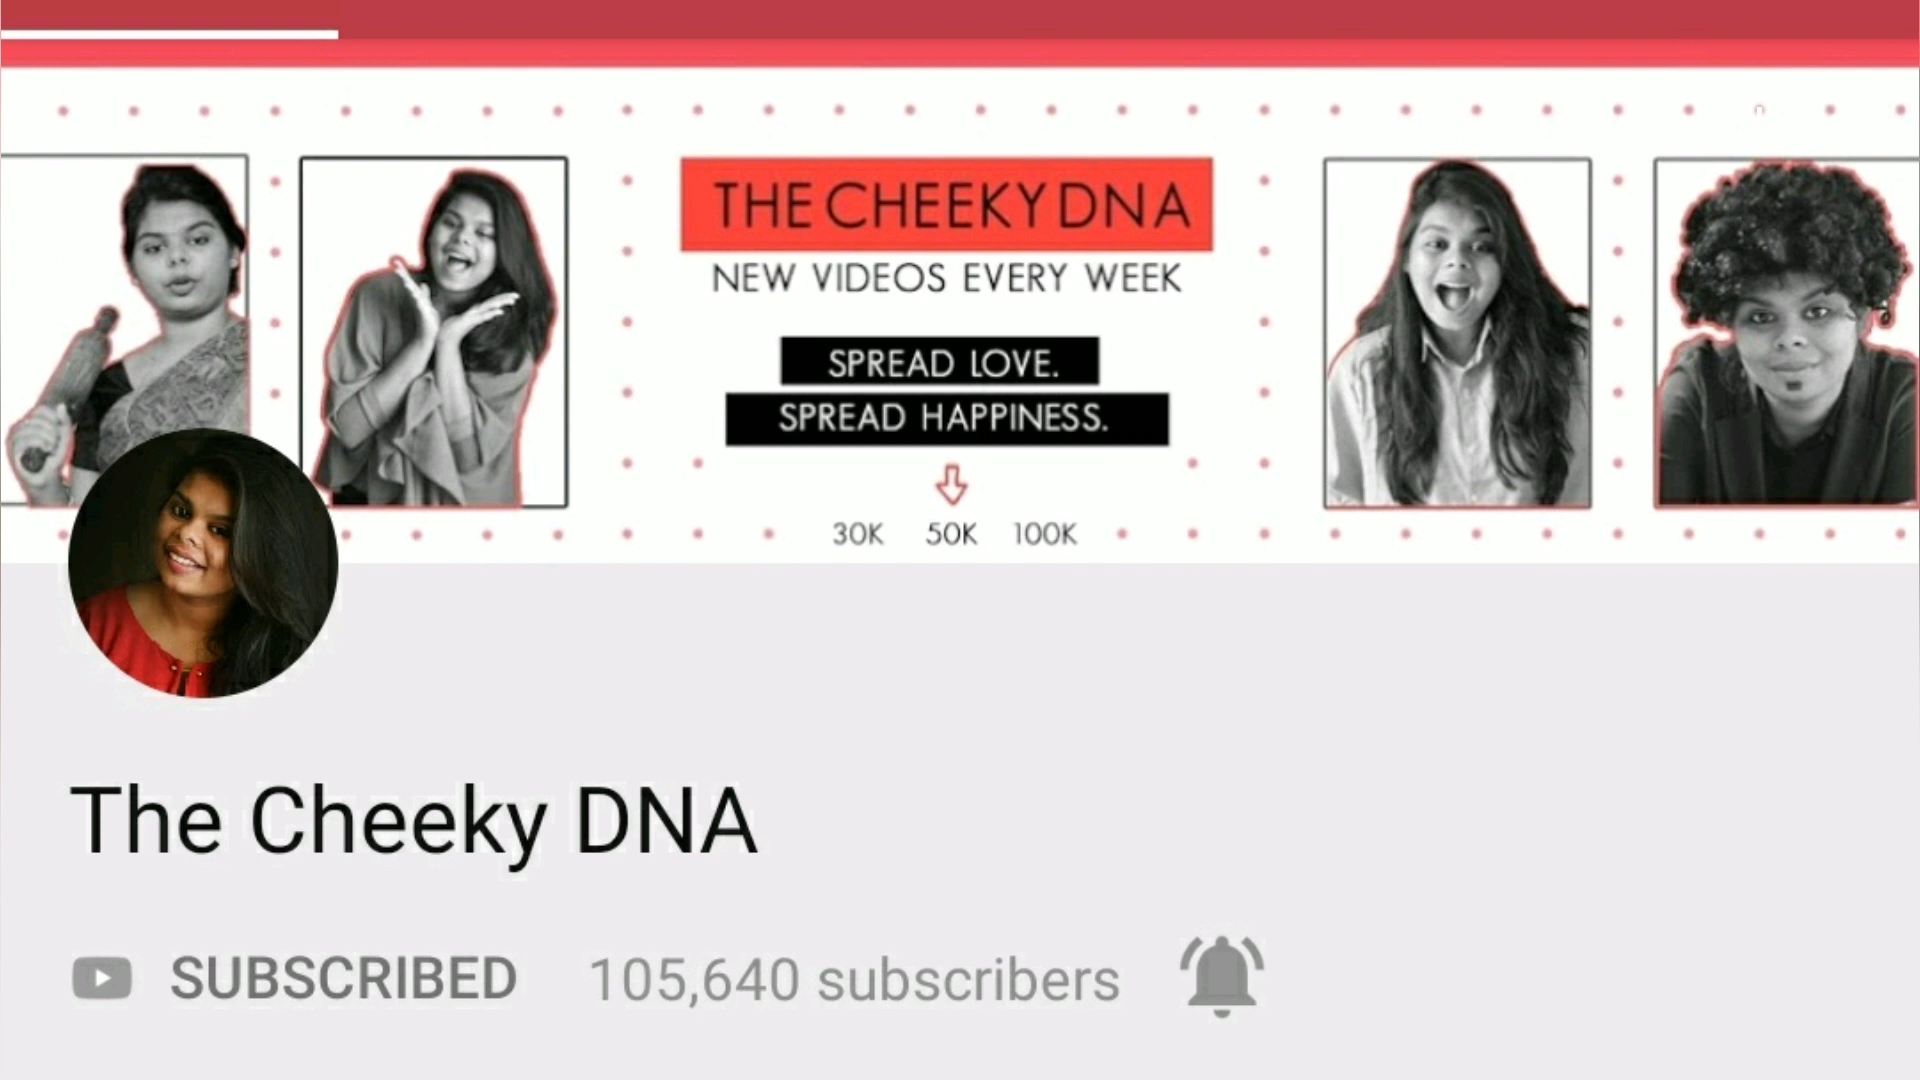 THE CHEEKY DNA
NEW VIDEOS EVERY WEEK
SPREAD LOVE.
SPREAD HAPPINESS.
30K 50K 100K
The Cheeky DNA
SUBSCRIBED 105,640 subscribers